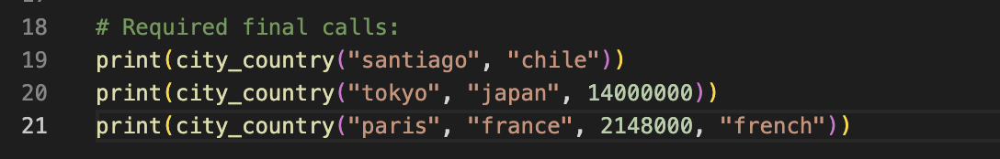 18 # Required final calls:
19 print(city_country("santiago", "chile"))
20 print(city_country("tokyo", "japan", 14000000))
21 print(city_country("paris", "france", 2148000, "french"))